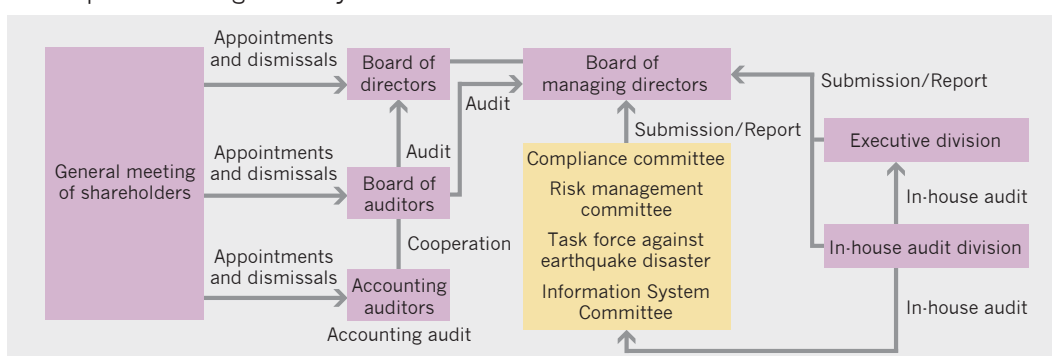 Appointments
and dismissals
Board of
directors
Board of
managing directors
Submission/Report
Audit
Submission/Report
Executive division
General meeting
of shareholders
Appointments
and dismissals
Audit
Board of
auditors
Compliance committee
Risk management
committee
Task force against
earthquake disaster
Information System
Committee
In-house audit
Cooperation
In-house audit division
Appointments
and dismissals
Accounting
auditors
Accounting audit
In-house audit